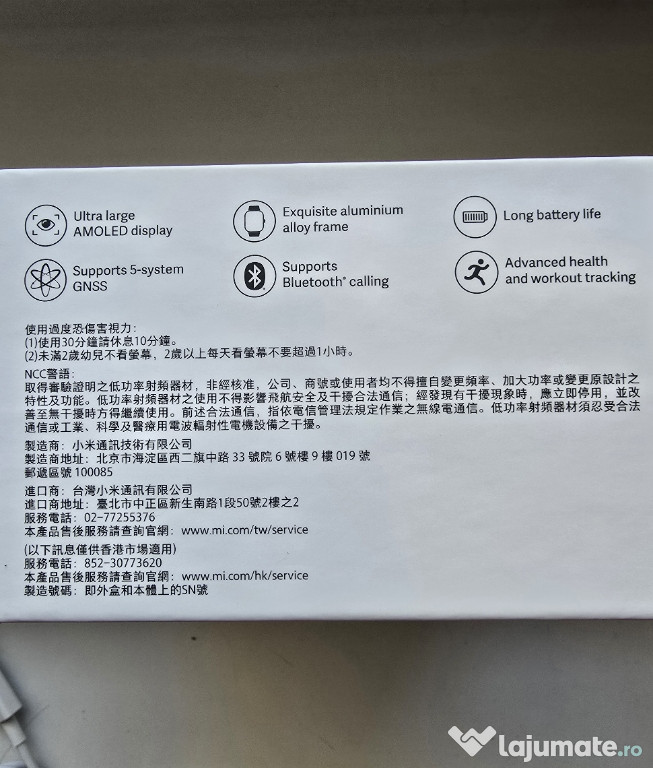 Ultra large
AMOLED display
Exquisite aluminium
alloy frame
Long battery life
Supports 5-system
GNSS
Supports
Bluetooth® calling
Advanced health
and workout tracking
使用過度恐傷害視力：
(1)使用30分鐘請休息10分鐘。
(2)未滿2歲幼兒不看螢幕，2歲以上每天看螢幕不要超過1小時。
NCC警語：
取得審驗證明之低功率射頻器材，非經核准，公司、商號或使用者均不得擅自變更頻率、加大功率或變更原設計之
特性及功能。低功率射頻器材之使用不得影響飛航安全及干擾合法通信；經發現有干擾現象時，應立即停用，並改
善至無干擾時方得繼續使用。前述合法通信，指依電信管理法規定作業之無線電通信。低功率射頻器材須忍受合法
通信或工業、科學及醫療用電波輻射性電機設備之干擾。
製造商：小米通訊技術有限公司
製造商地址：北京市海淀區西二旗中路 33 號院 6 號樓 9 樓 019 號
郵遞區號 100085
進口商：台灣小米通訊有限公司
進口商地址：臺北市中正區新生南路1段50號2樓之2
服務電話：02-77255376
本產品售後服務請查詢官網：www.mi.com/tw/service
(以下訊息僅供香港市場適用)
服務電話：852-30773620
本產品售後服務請查詢官網：www.mi.com/hk/service
製造號碼：即外盒和本體上的SN號
lajumate.ro